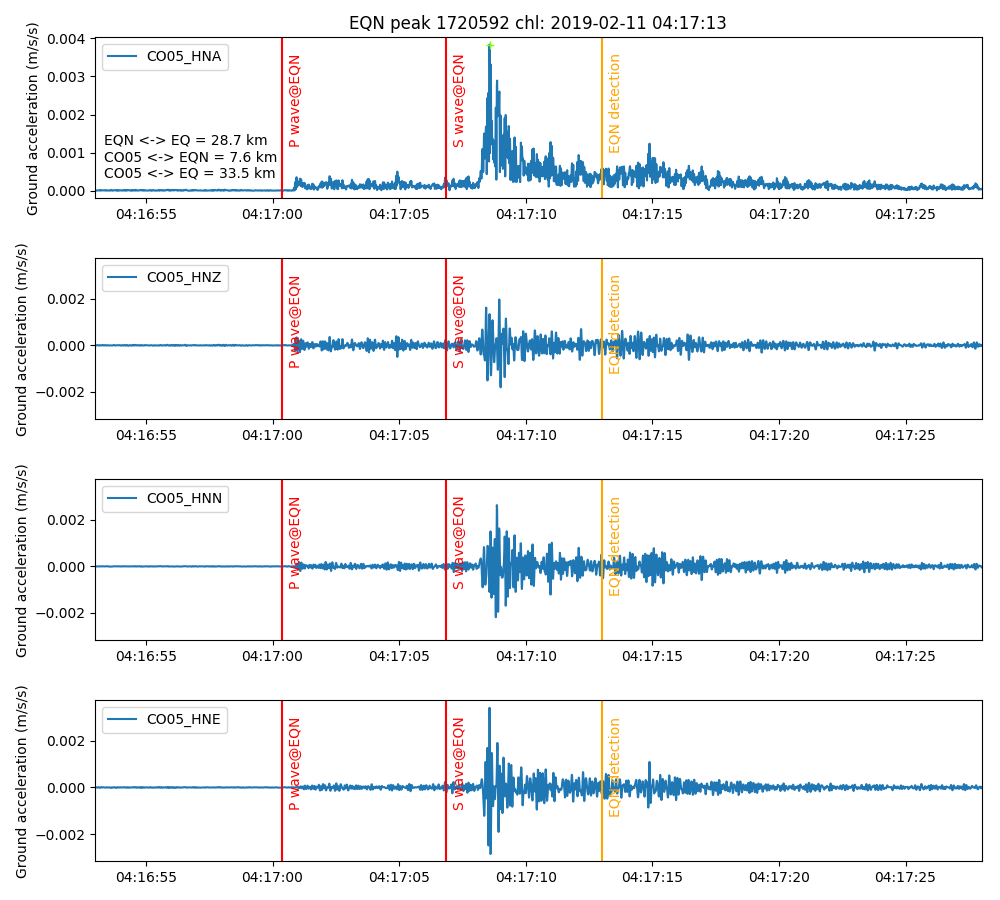 EQN peak 1720592 chl: 2019-02-11 04:17:13
Ground acceleration (m/s/s)
0.004
0.003
0.002
0.001
0.000
CO05_HNA
P wave@EQN
S wave@EQN
EQN detection
EQN <-> EQ = 28.7 km
CO05 <-> EQN = 7.6 km
CO05 <-> EQ = 33.5 km
04:16:55 04:17:00 04:17:05 04:17:10 04:17:15 04:17:20 04:17:25
Ground acceleration (m/s/s)
0.002
0.000
−0.002
CO05_HNZ
P wave@EQN
S wave@EQN
EQN detection
04:16:55 04:17:00 04:17:05 04:17:10 04:17:15 04:17:20 04:17:25
Ground acceleration (m/s/s)
0.002
0.000
−0.002
CO05_HNN
P wave@EQN
S wave@EQN
EQN detection
04:16:55 04:17:00 04:17:05 04:17:10 04:17:15 04:17:20 04:17:25
Ground acceleration (m/s/s)
0.002
0.000
−0.002
CO05_HNE
P wave@EQN
S wave@EQN
EQN detection
04:16:55 04:17:00 04:17:05 04:17:10 04:17:15 04:17:20 04:17:25